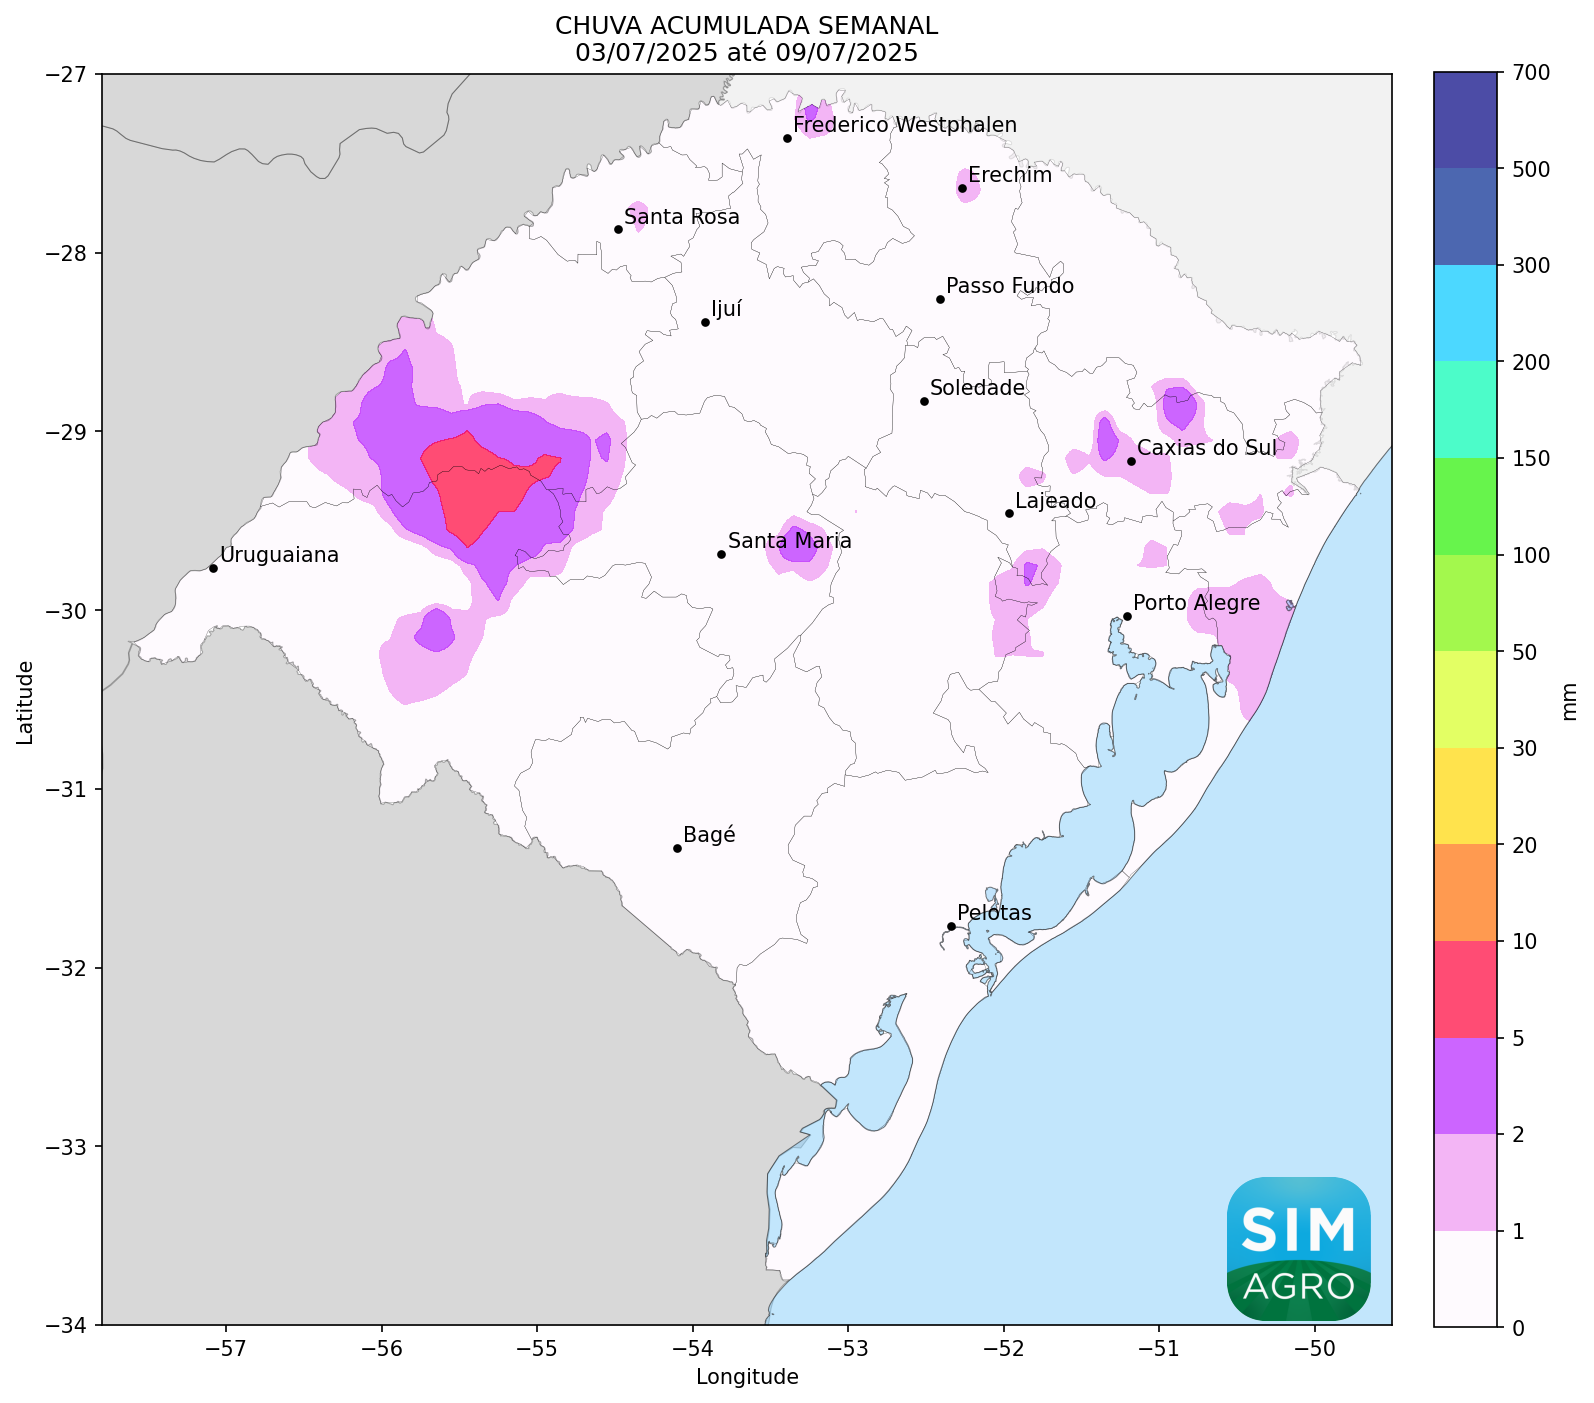 CHUVA ACUMULADA SEMANAL
03/07/2025 até 09/07/2025
−27
−28
−29
−30
−31
−32
−33
−34
Latitude
Frederico Westphalen
Erechim
Santa Rosa
Passo Fundo
Ijuí
Soledade
Caxias do Sul
Lajeado
Santa Maria
Uruguaiana
Porto Alegre
Bagé
Pelotas
SIM
AGRO
−57
−56
−55
−54
−53
−52
−51
−50
Longitude
700
500
300
200
150
100
50
30
20
10
5
2
1
0
mm